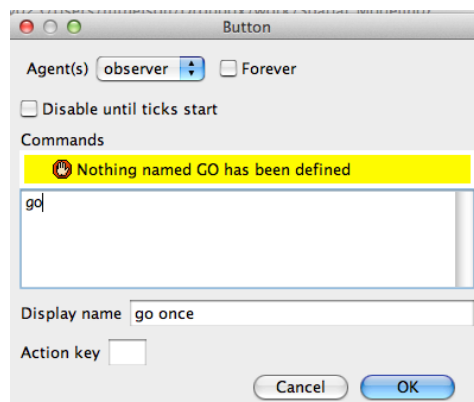 Button
Agent(s) observer Forever
Disable until ticks start
Commands
Nothing named GO has been defined
go
Display name go once
Action key
Cancel OK